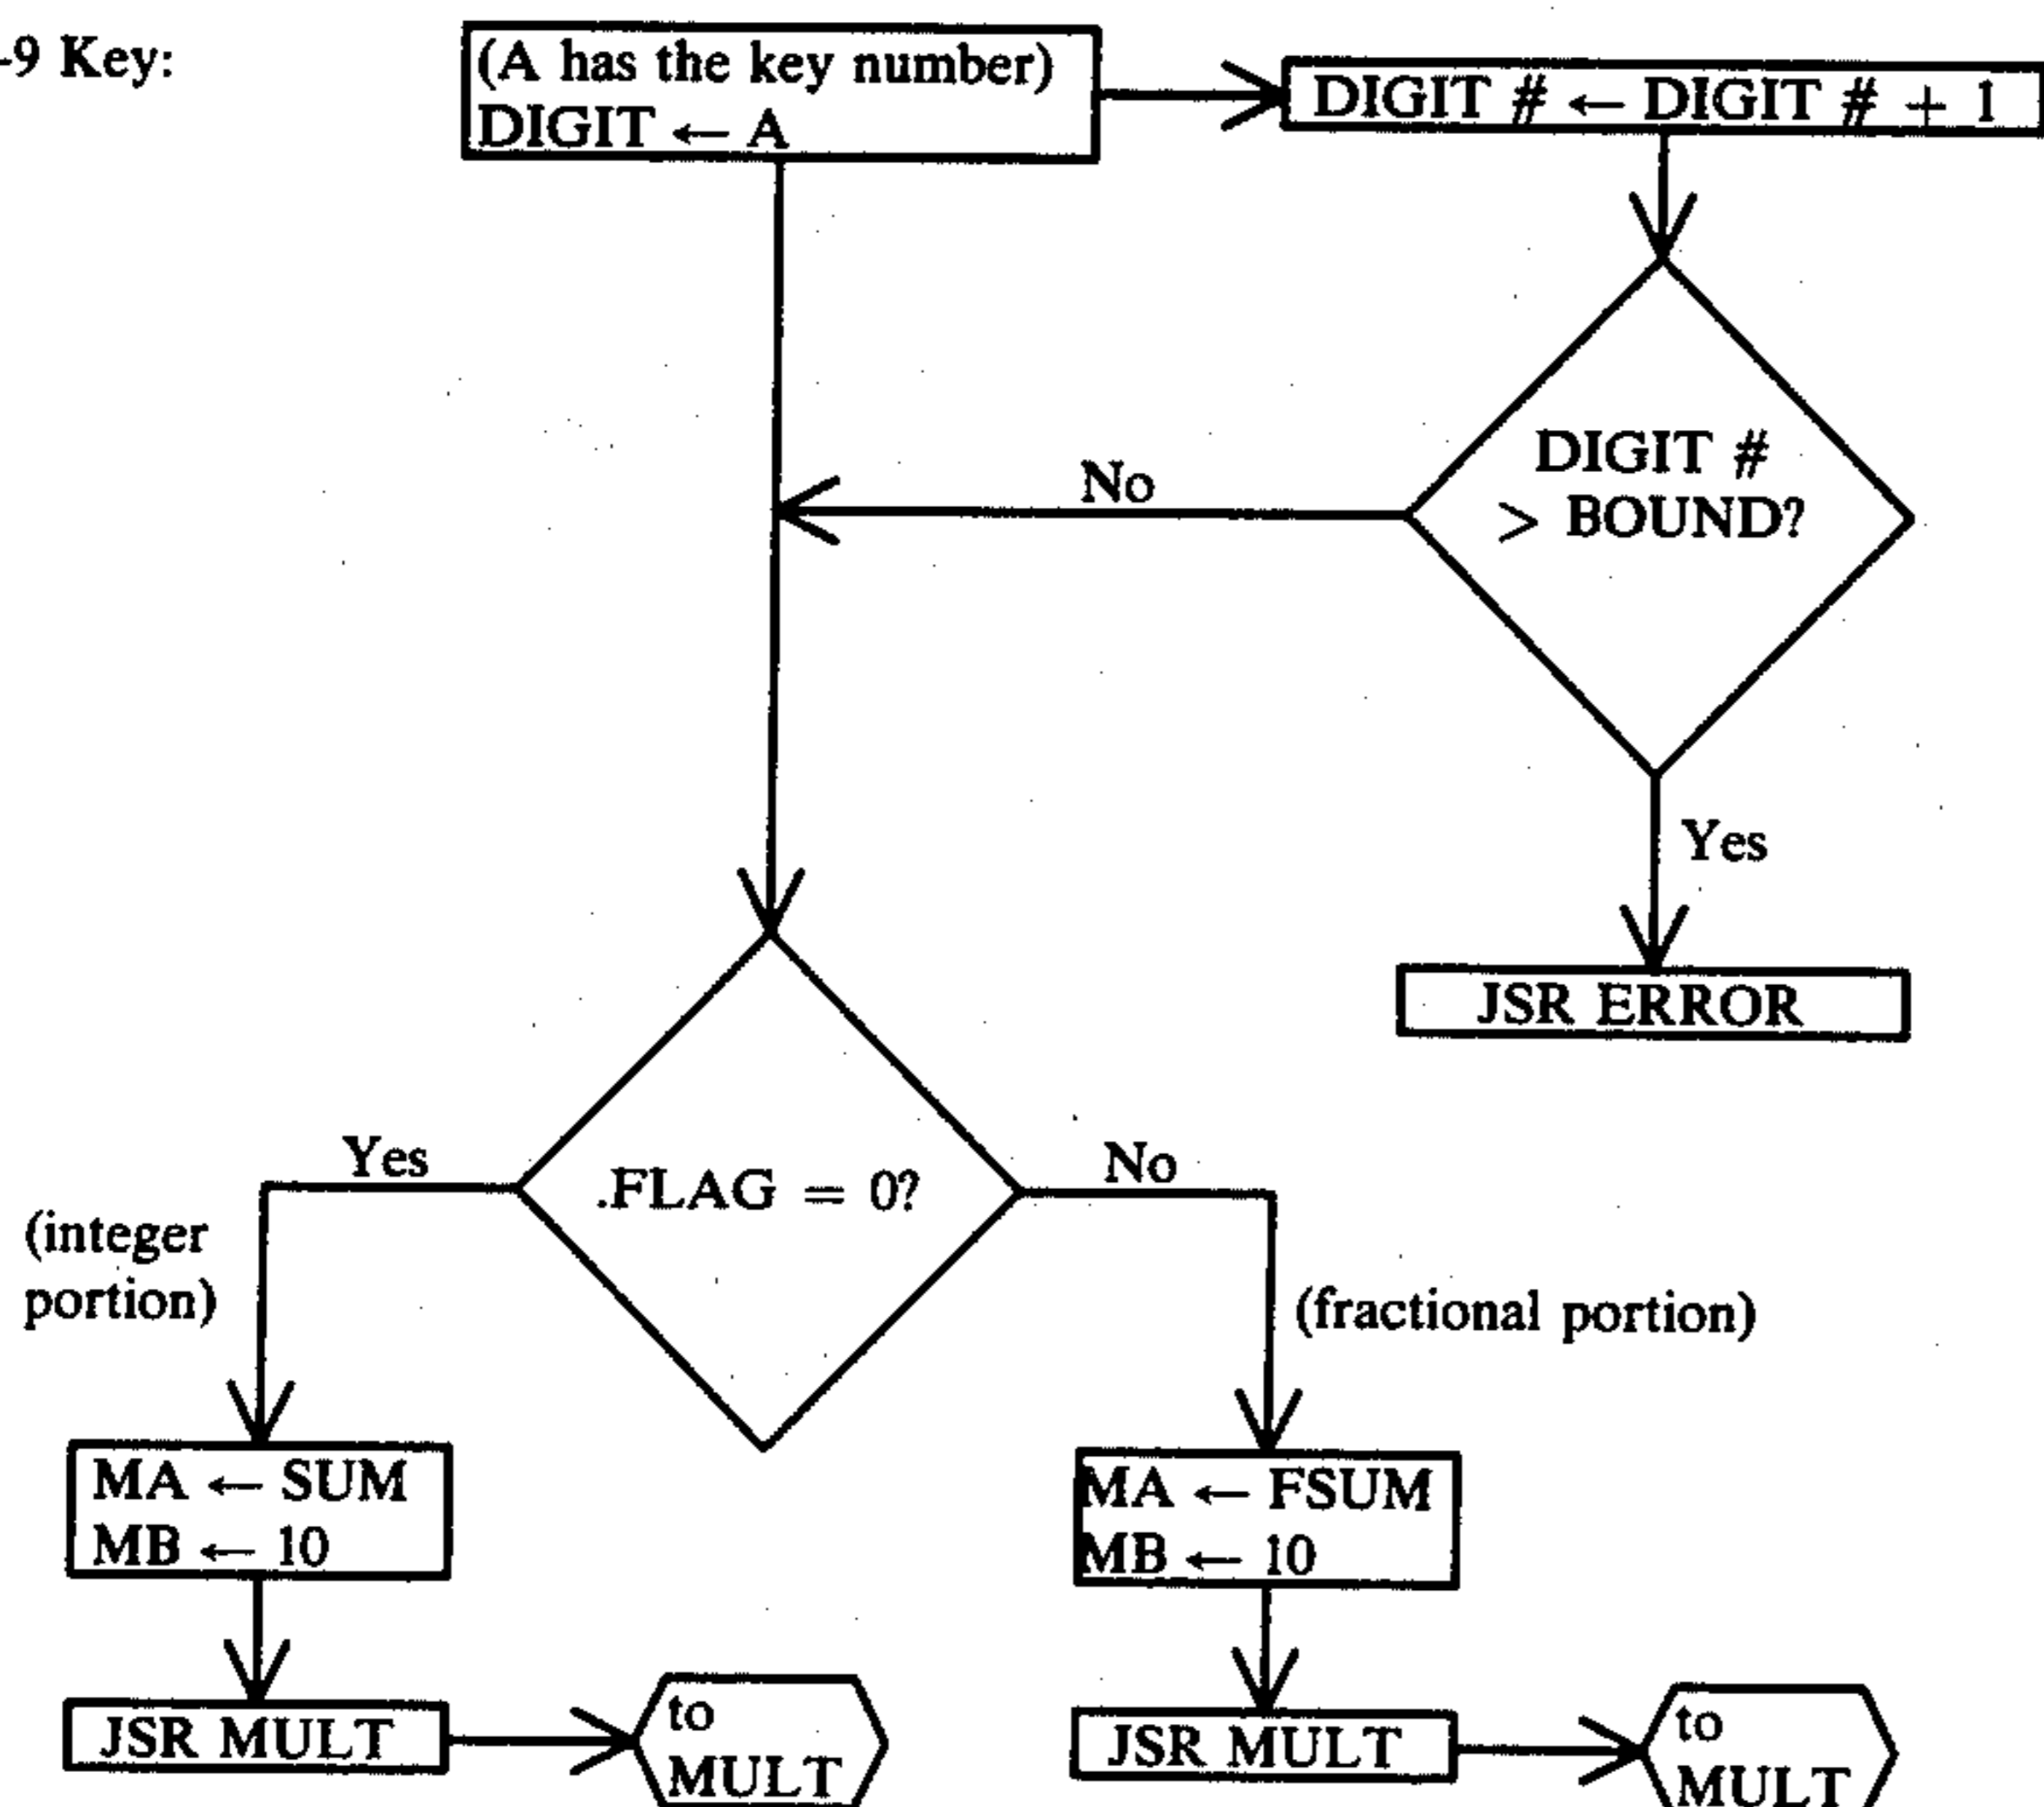 -9 Key:
(A has the key number)
DIGIT ← A
DIGIT # ← DIGIT # + 1
DIGIT #
> BOUND?
No
Yes
JSR ERROR
.FLAG = 0?
Yes
No
(integer
portion)
(fractional portion)
MA ← SUM
MB ← 10
MA ← FSUM
MB ← 10
JSR MULT
to
MULT
JSR MULT
to
MULT